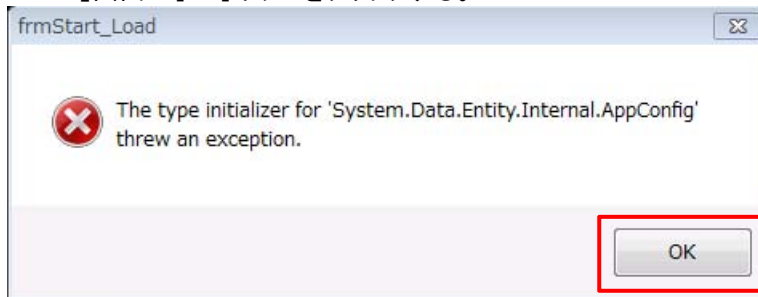 frmStart_Load
The type initializer for 'System.Data.Entity.Internal.AppConfig'
threw an exception.
OK